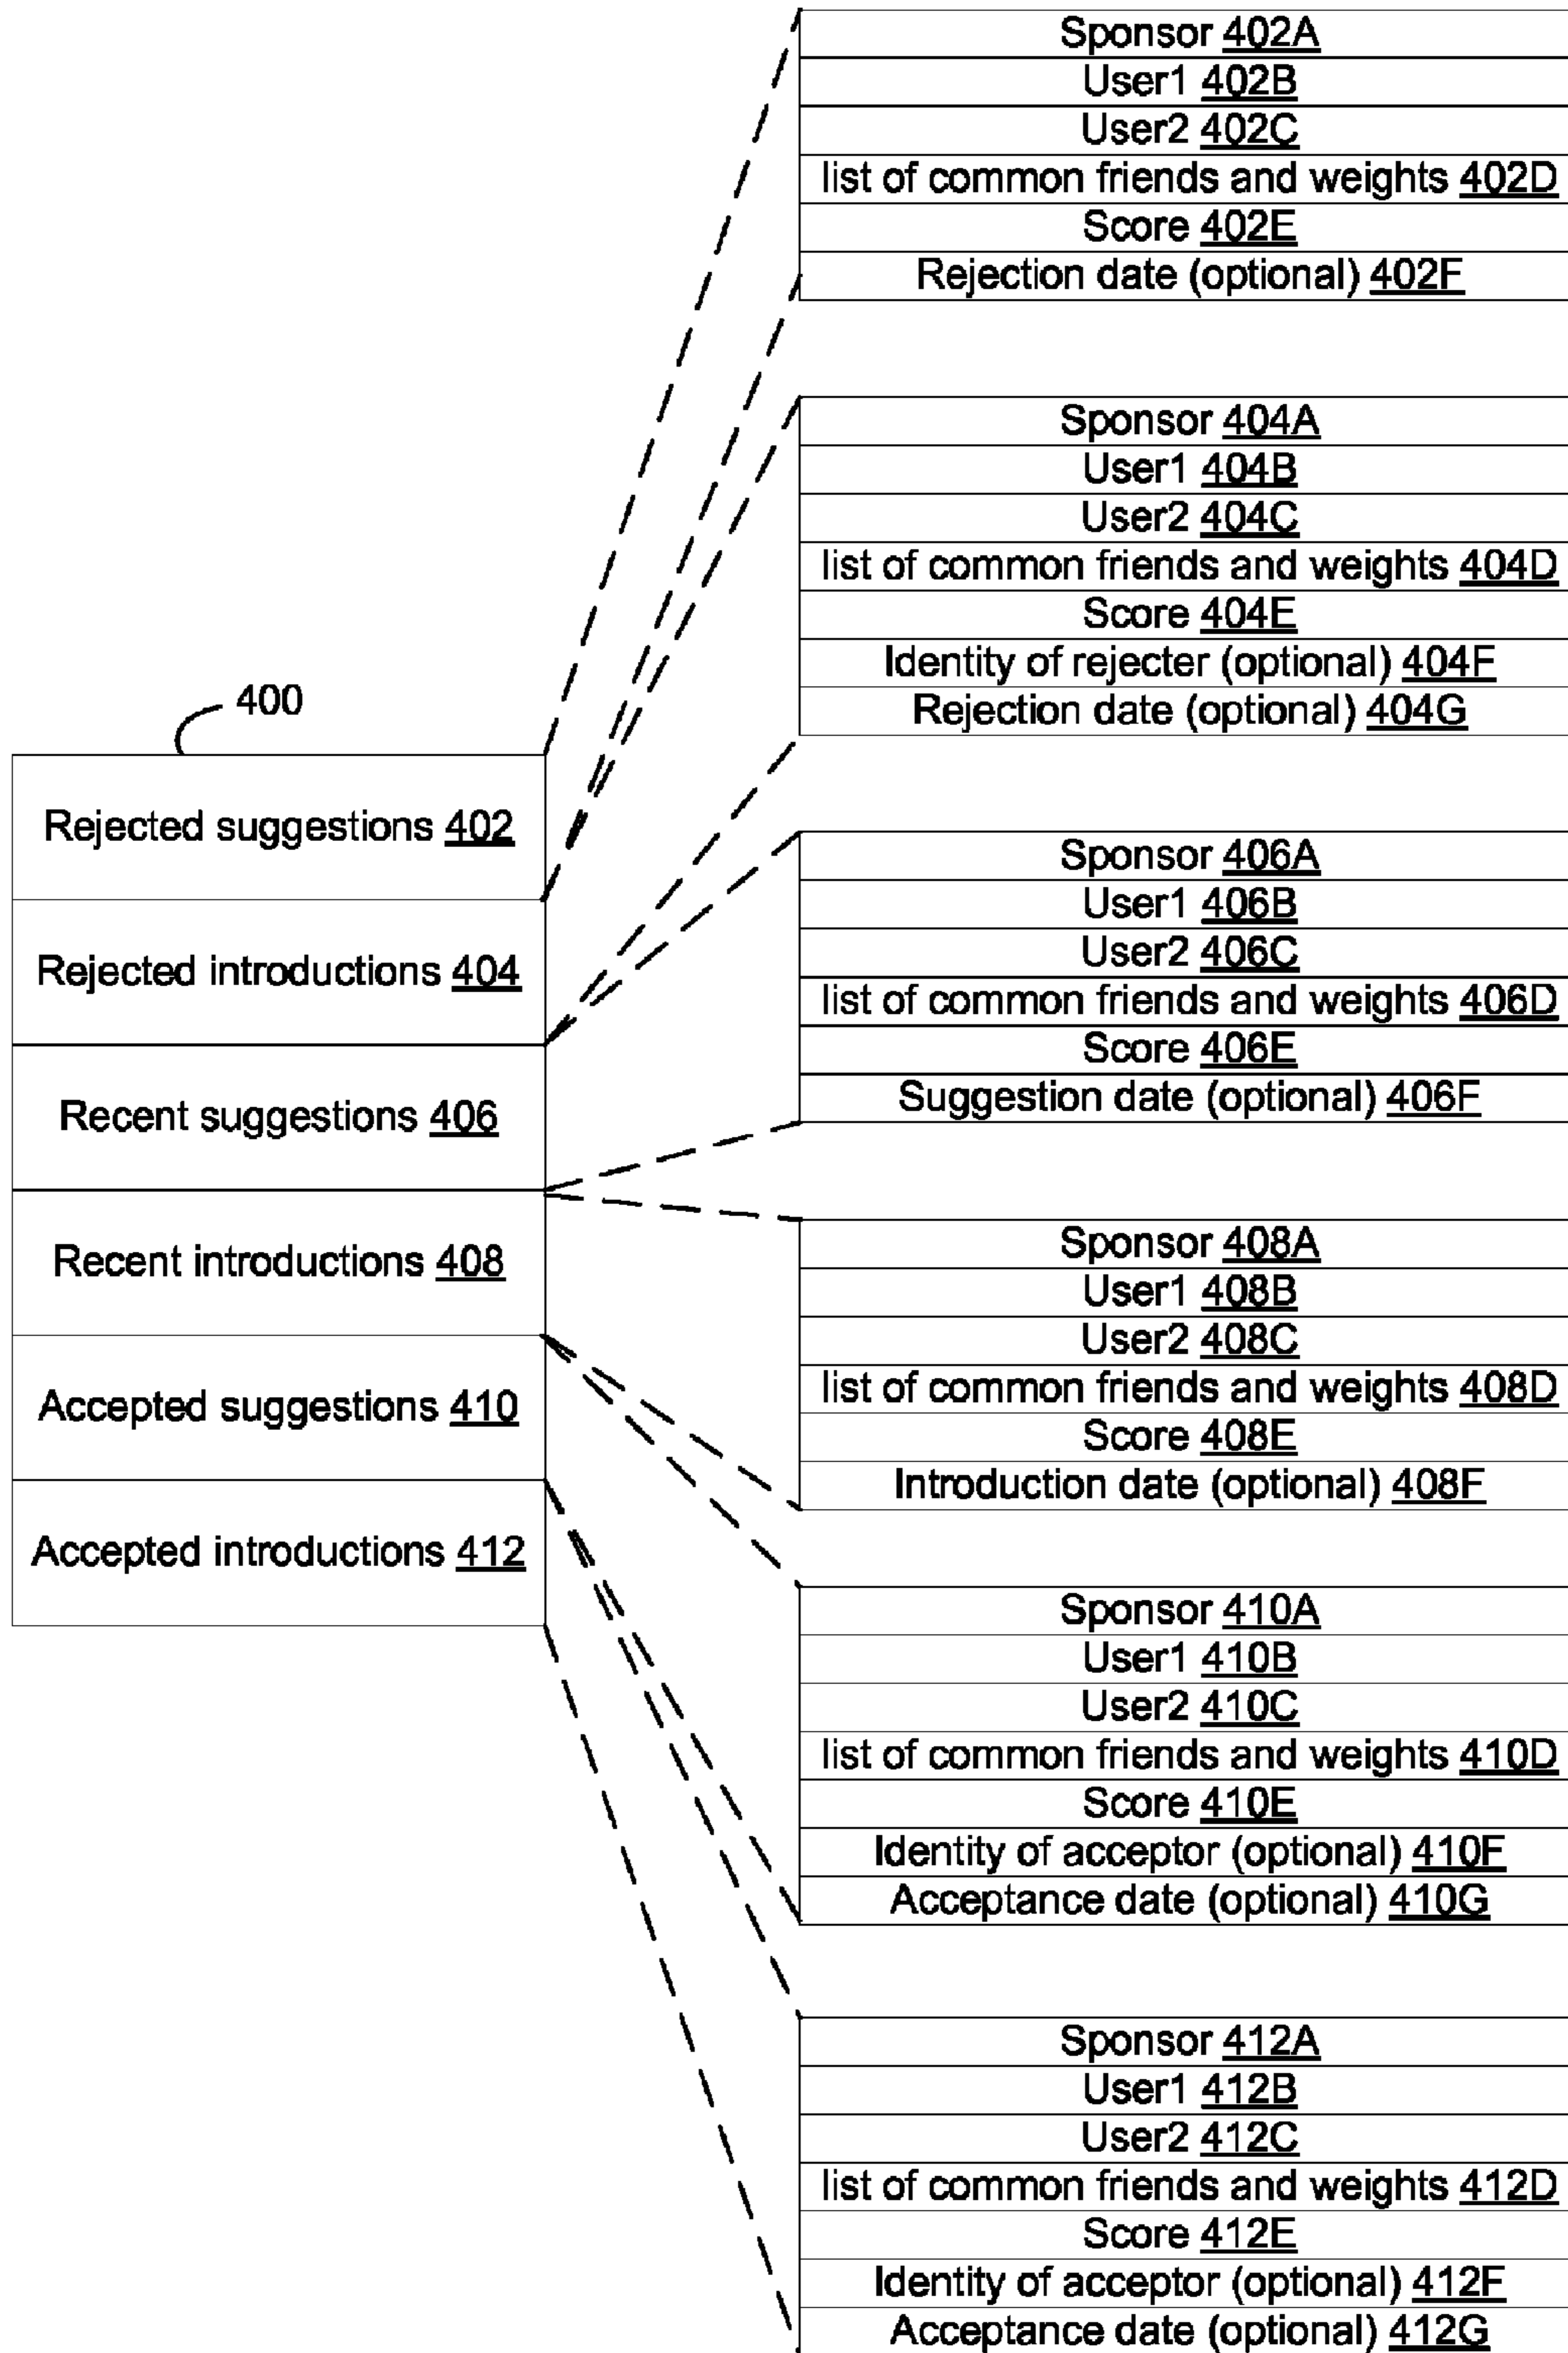 400
Rejected suggestions 402
Rejected introductions 404
Recent suggestions 406
Recent introductions 408
Accepted suggestions 410
Accepted introductions 412
Sponsor 402A
User1 402B
User2 402C
list of common friends and weights 402D
Score 402E
Rejection date (optional) 402F
Sponsor 404A
User1 404B
User2 404C
list of common friends and weights 404D
Score 404E
Identity of rejecter (optional) 404F
Rejection date (optional) 404G
Sponsor 406A
User1 406B
User2 406C
list of common friends and weights 406D
Score 406E
Suggestion date (optional) 406F
Sponsor 408A
User1 408B
User2 408C
list of common friends and weights 408D
Score 408E
Introduction date (optional) 408F
Sponsor 410A
User1 410B
User2 410C
list of common friends and weights 410D
Score 410E
Identity of acceptor (optional) 410F
Acceptance date (optional) 410G
Sponsor 412A
User1 412B
User2 412C
list of common friends and weights 412D
Score 412E
Identity of acceptor (optional) 412F
Acceptance date (optional) 412G